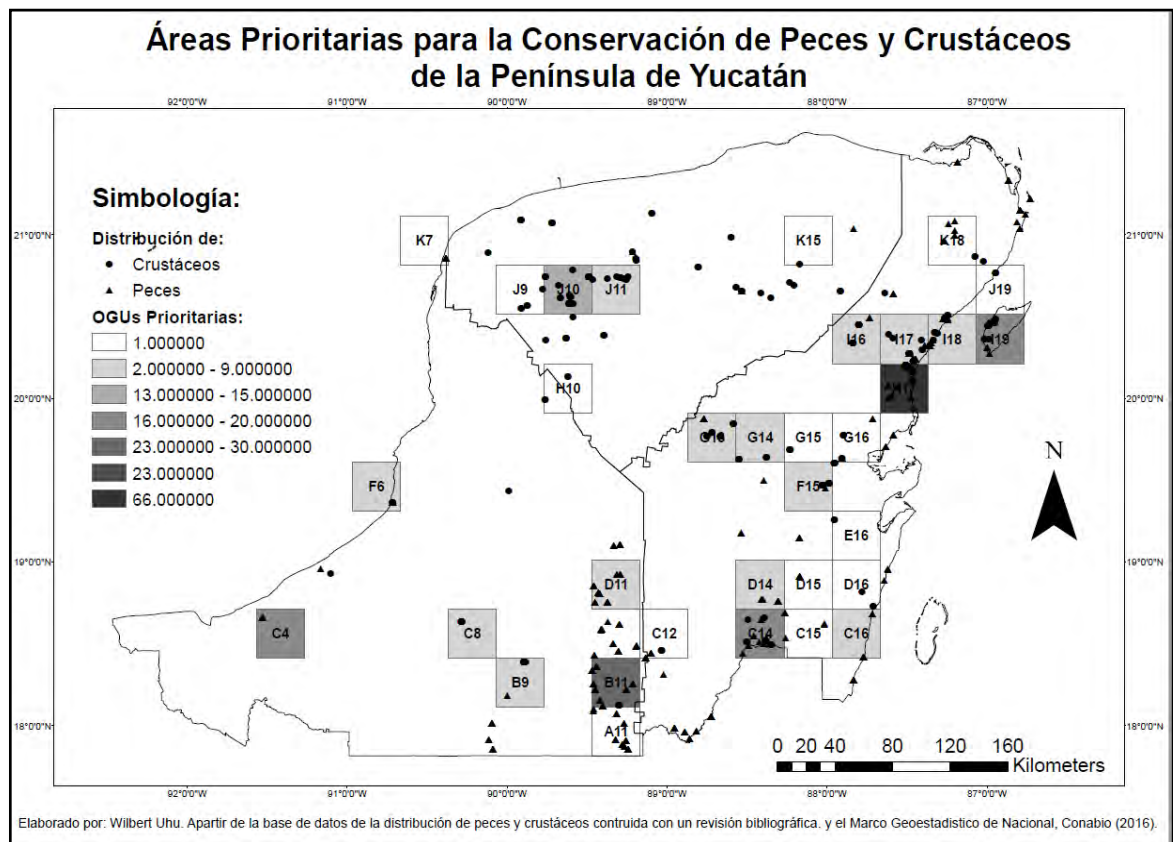 Áreas Prioritarias para la Conservación de Peces y Crustáceos
de la Península de Yucatán
92°0'0"W 91°0'0"W 90°0'0"W 89°0'0"W 88°0'0"W 87°0'0"W
Simbología:
Distribución de:
Crustáceos
Peces
OGUs Prioritarias:
1.000000
2.000000 - 9.000000
13.000000 - 15.000000
16.000000 - 20.000000
23.000000 - 30.000000
23.000000
66.000000
21°0'0"N
20°0'0"N
19°0'0"N
18°0'0"N
K7 K15 K18
J9 J10 J11 J19
I16 I17 I18 I19
H10
G14 G15 G16
F6 F15
E16
D11 D14 D15 D16
C4 C8 C12 C14 C15 C16
B9 B11
A11
21°0'0"N
20°0'0"N
19°0'0"N
18°0'0"N
N
0 20 40 80 120 160
Kilometers
92°0'0"W 91°0'0"W 90°0'0"W 89°0'0"W 88°0'0"W 87°0'0"W
Elaborado por: Wilbert Uhu. Apartir de la base de datos de la distribución de peces y crustáceos contruida con un revisión bibliográfica. y el Marco Geoestadistico de Nacional, Conabio (2016).